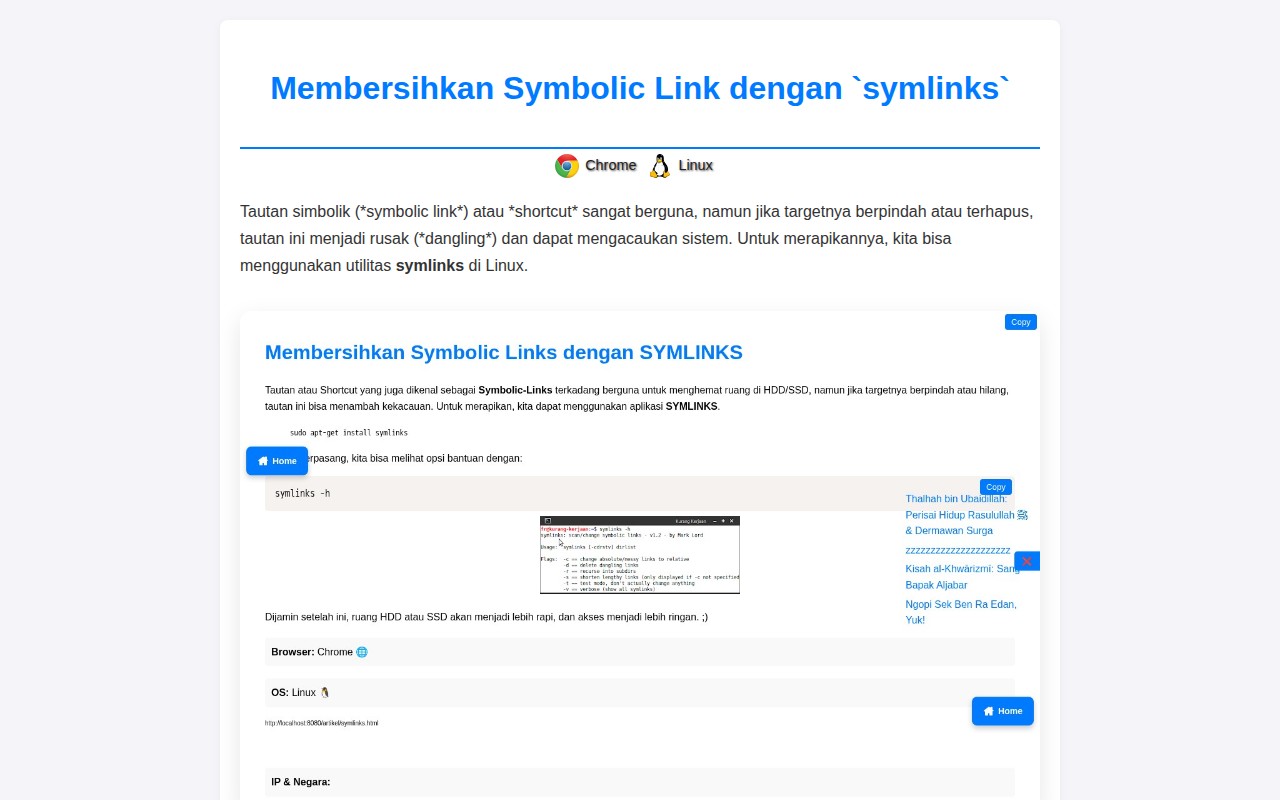 Membersihkan Symbolic Link dengan `symlinks`
Chrome Linux
Tautan simbolik (*symbolic link*) atau *shortcut* sangat berguna, namun jika targetnya berpindah atau terhapus,
tautan ini menjadi rusak (*dangling*) dan dapat mengacaukan sistem. Untuk merapikannya, kita bisa
menggunakan utilitas symlinks di Linux.
Copy
Membersihkan Symbolic Links dengan SYMLINKS
Tautan atau Shortcut yang juga dikenal sebagai Symbolic-Links terkadang berguna untuk menghemat ruang di HDD/SSD, namun jika targetnya berpindah atau hilang,
tautan ini bisa menambah kekacauan. Untuk merapikan, kita dapat menggunakan aplikasi SYMLINKS.
sudo apt-get install symlinks
Home
erpasang, kita bisa melihat opsi bantuan dengan:
Copy
symlinks -h
Thalhah bin Ubaidillah:
Perisai Hidup Rasulullah ﷺ
& Dermawan Surga
zzzzzzzzzzzzzzzzzzzzz
Kisah al-Khwārizmi: Sang
Bapak Aljabar
Ngopi Sek Ben Ra Edan,
Yuk!
Kurang Kerjaan
fr@kurang-kerjaan:~$ symlinks -h
symlinks: scan/change symbolic links - v1.2 - by Mark Lord
Usage: symlinks [-cdrstv] dirlist
Flags: -c == change absolute/messy links to relative
-d == delete dangling links
-r == recurse into subdirs
-s == shorten lengthy links (only displayed if -c not specified
-t == test mode, don't actually change anything
-v == verbose (show all symlinks)
Dijamin setelah ini, ruang HDD atau SSD akan menjadi lebih rapi, dan akses menjadi lebih ringan. ;)
Browser: Chrome 🌐
OS: Linux 🐧
Home
http://localhost:8080/artikel/symlinks.html
IP & Negara: